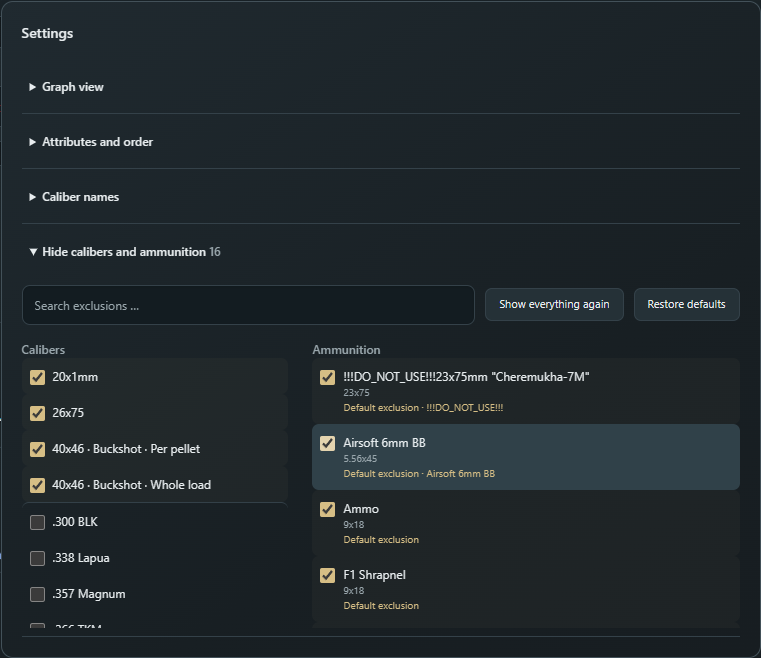 Settings
Graph view
Attributes and order
Caliber names
Hide calibers and ammunition 16
Search exclusions ...
Show everything again
Restore defaults
Calibers
20x1mm
26x75
40x46 · Buckshot · Per pellet
40x46 · Buckshot · Whole load
.300 BLK
.338 Lapua
.357 Magnum
.366 TKM
Ammunition
!!!DO_NOT_USE!!!23x75mm "Cheremukha-7M"
23x75
Default exclusion · !!!DO_NOT_USE!!!
Airsoft 6mm BB
5.56x45
Default exclusion · Airsoft 6mm BB
Ammo
9x18
Default exclusion
F1 Shrapnel
9x18
Default exclusion